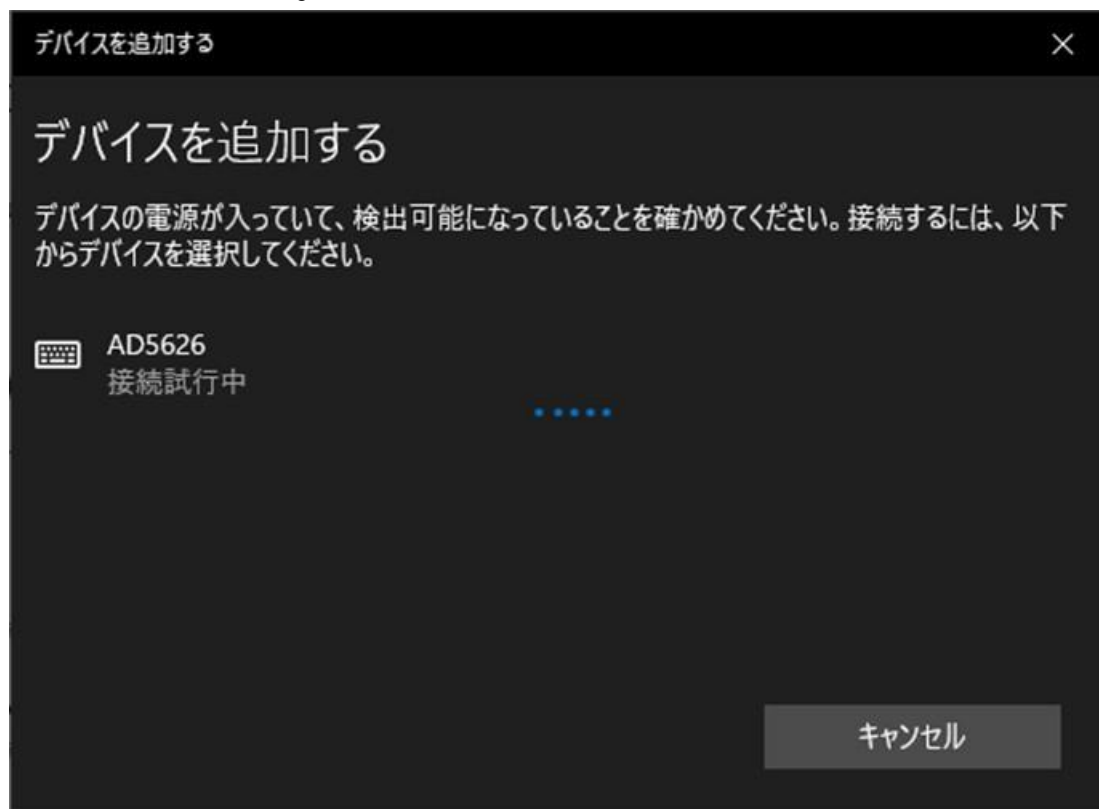 デバイスを追加する
デバイスを追加する
デバイスの電源が入っていて、検出可能になっていることを確かめてください。接続するには、以下
からデバイスを選択してください。
AD5626
接続試行中
キャンセル